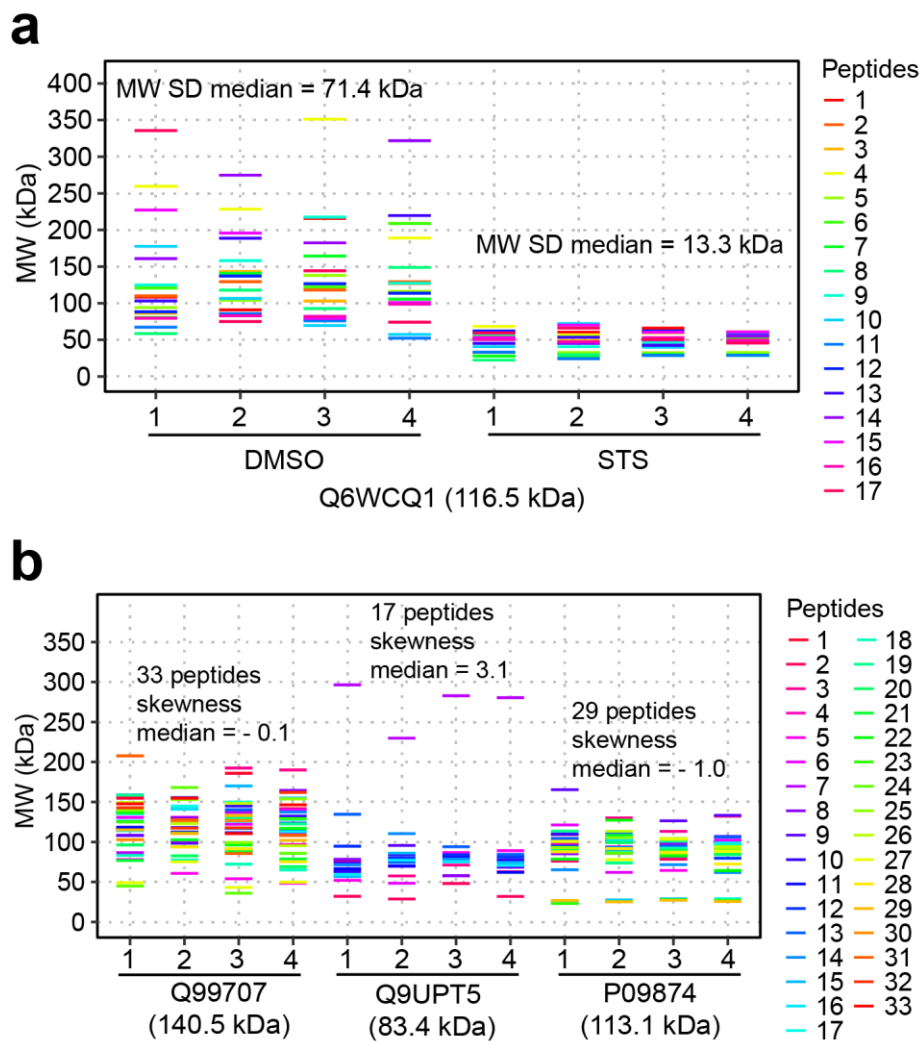 a
MW SD median = 71.4 kDa
MW SD median = 13.3 kDa
MW (kDa)
400
350
300
250
200
150
100
50
0
1 2 3 4 1 2 3 4
DMSO STS
Q6WCQ1 (116.5 kDa)
Peptides
1
2
3
4
5
6
7
8
9
10
11
12
13
14
15
16
17
b
33 peptides
skewness
median = - 0.1
17 peptides
skewness
median = 3.1
29 peptides
skewness
median = - 1.0
MW (kDa)
350
300
250
200
150
100
50
0
1 2 3 4 1 2 3 4 1 2 3 4
Q99707 Q9UPT5 P09874
(140.5 kDa) (83.4 kDa) (113.1 kDa)
Peptides
1 18
2 19
3 20
4 21
5 22
6 23
7 24
8 25
9 26
10 27
11 28
12 29
13 30
14 31
15 32
16 33
17